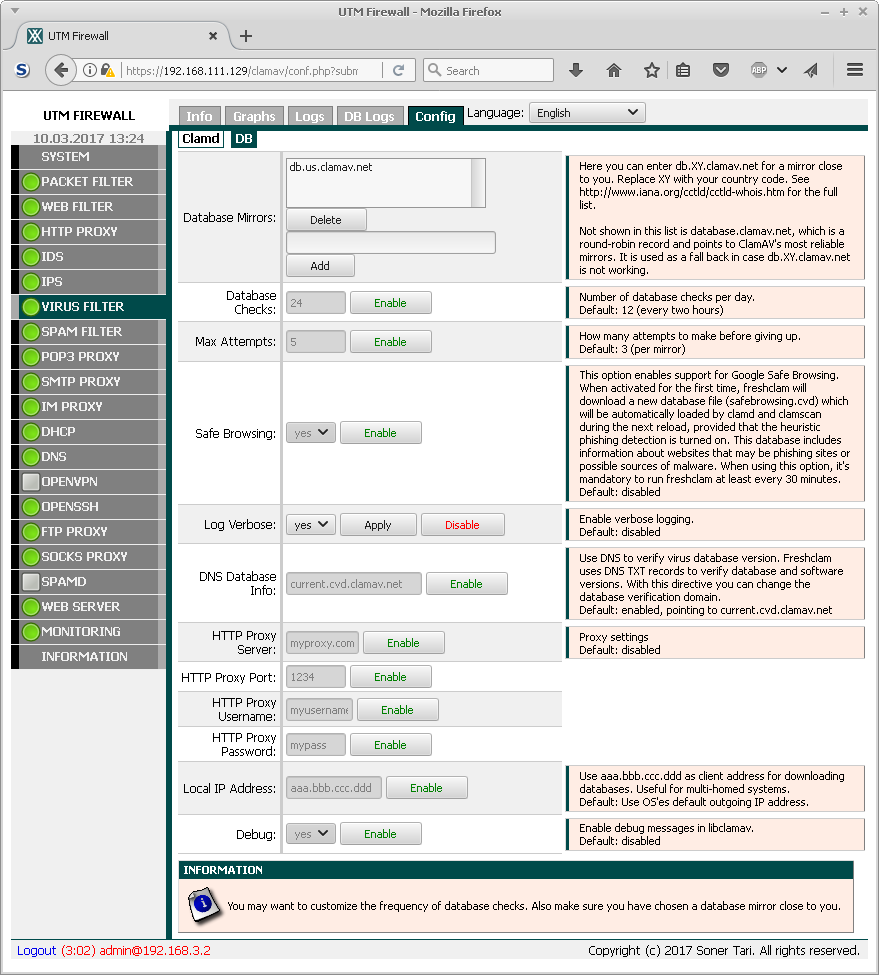 UTM Firewall - Mozilla Firefox
UTM Firewall
https://192.168.111.129/clamav/conf.php?subm
Search
ABP
UTM FIREWALL
10.03.2017 13:24
SYSTEM
PACKET FILTER
WEB FILTER
HTTP PROXY
IDS
IPS
VIRUS FILTER
SPAM FILTER
POP3 PROXY
SMTP PROXY
IM PROXY
DHCP
DNS
OPENVPN
OPENSSH
FTP PROXY
SOCKS PROXY
SPAMD
WEB SERVER
MONITORING
INFORMATION
Info Graphs Logs DB Logs Config Language: English
Clamd DB
Database Mirrors:
db.us.clamav.net
Delete
Add
Here you can enter db.XY.clamav.net for a mirror close
to you. Replace XY with your country code. See
http://www.iana.org/cctld/cctld-whois.htm for the full
list.
Not shown in this list is database.clamav.net, which is a
round-robin record and points to ClamAV's most reliable
mirrors. It is used as a fall back in case db.XY.clamav.net
is not working.
Database
Checks:
24 Enable
Number of database checks per day.
Default: 12 (every two hours)
Max Attempts: 5 Enable
How many attempts to make before giving up.
Default: 3 (per mirror)
Safe Browsing: yes Enable
This option enables support for Google Safe Browsing.
When activated for the first time, freshclam will
download a new database file (safebrowsing.cvd) which
will be automatically loaded by clamd and clamscan
during the next reload, provided that the heuristic
phishing detection is turned on. This database includes
information about websites that may be phishing sites or
possible sources of malware. When using this option, it's
mandatory to run freshclam at least every 30 minutes.
Default: disabled
Log Verbose: yes Apply Disable
Enable verbose logging.
Default: disabled
DNS Database
Info:
current.cvd.clamav.net Enable
Use DNS to verify virus database version. Freshclam
uses DNS TXT records to verify database and software
versions. With this directive you can change the
database verification domain.
Default: enabled, pointing to current.cvd.clamav.net
HTTP Proxy
Server:
myproxy.com Enable
Proxy settings
Default: disabled
HTTP Proxy Port: 1234 Enable
HTTP Proxy
Username:
myusername Enable
HTTP Proxy
Password:
mypass Enable
Local IP Address: aaa.bbb.ccc.ddd Enable
Use aaa.bbb.ccc.ddd as client address for downloading
databases. Useful for multi-homed systems.
Default: Use OS'es default outgoing IP address.
Debug: yes Enable
Enable debug messages in libclamav.
Default: disabled
INFORMATION
You may want to customize the frequency of database checks. Also make sure you have chosen a database mirror close to you.
Logout (3:02) admin@192.168.3.2
Copyright (c) 2017 Soner Tari. All rights reserved.